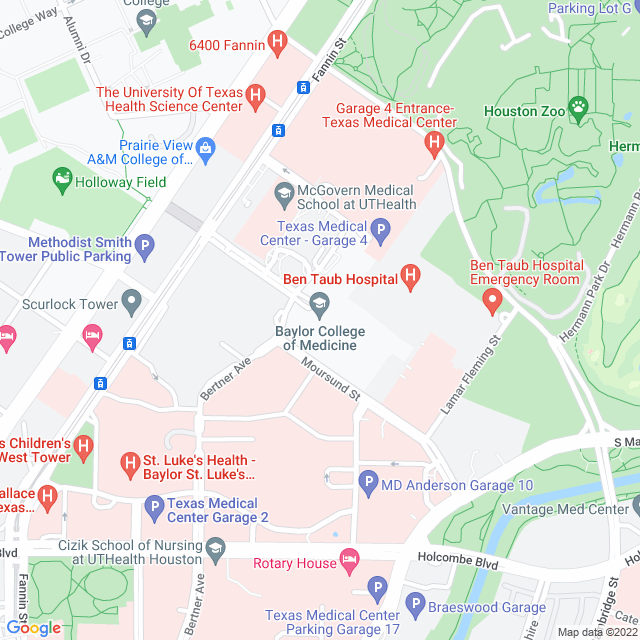 College Way
College
Alumni Dr
6400 Fannin
Fannin St
Parking Lot G
The University Of Texas
Health Science Center
Garage 4 Entrance-
Texas Medical Center
Houston Zoo
Herm
Prairie View
A&M College of...
Holloway Field
McGovern Medical
School at UTHealth
Texas Medical
Center - Garage 4
Hermann Park Dr
Hermann Park Dr
Methodist Smith
Tower Public Parking
Ben Taub Hospital
Ben Taub Hospital
Emergency Room
Scurlock Tower
Baylor College
of Medicine
Bertner Ave
Moursund St
Lamar Fleming St
s Children's
West Tower
St. Luke's Health -
Baylor St. Luke's...
S Ma
MD Anderson Garage 10
allace
exas...
Texas Medical
Center Garage 2
Vantage Med Center
Cizik School of Nursing
at UTHealth Houston
Blvd
Holcombe Blvd
Hol
Rotary House
Fannin St
Bertner Ave
Texas Medical Center
Parking Garage 17
Braeswood Garage
hire
mbridge St
Cate
Google
Map data ©2022